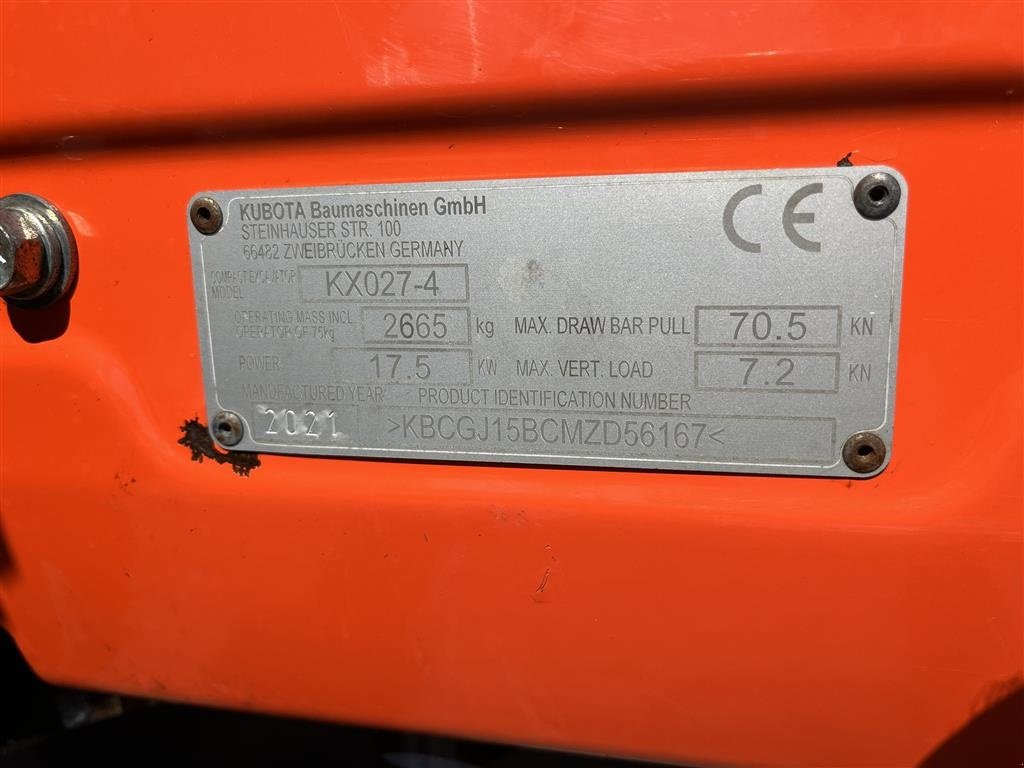 KUBOTA Baumaschinen GmbH
STEINHAUSER STR. 100
66482 ZWEIBRÜCKEN GERMANY
CE
COMPACT EXCAVATOR
MODEL KX027-4
OPERATING MASS INCL
OPERATOR OF 75kg 2665 kg MAX. DRAW BAR PULL 70.5 KN
POWER 17.5 KW MAX. VERT. LOAD 7.2 KN
MANUFACTURED YEAR PRODUCT IDENTIFICATION NUMBER
2021 >KBCGJ15BCMZD56167<